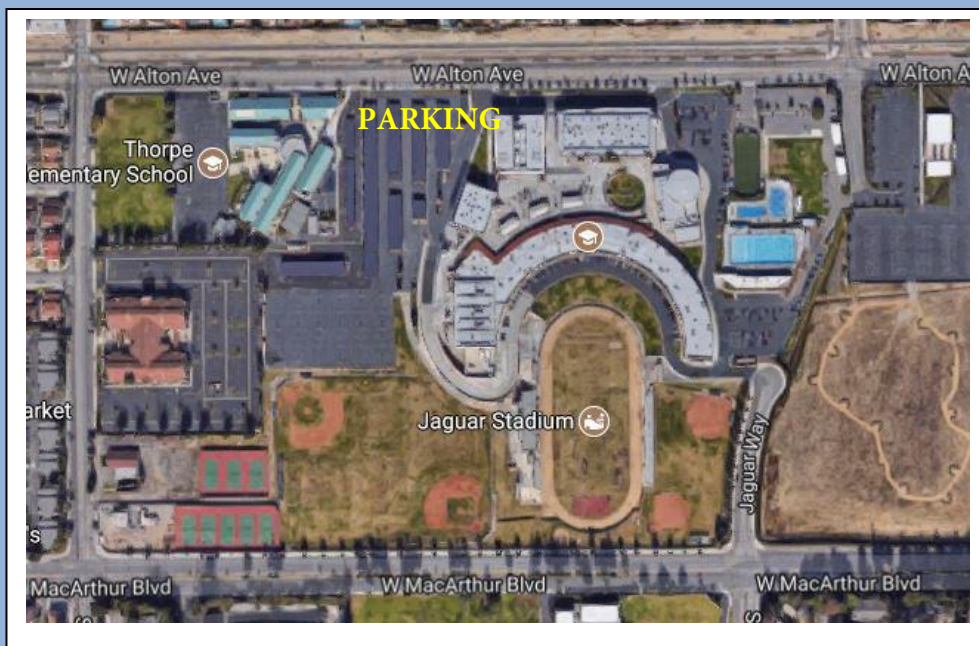 W Alton Ave
W Alton Ave
W Alton A
PARKING
Thorpe
ementary School
Jaguar Stadium
arket
Jaguar Way
's
MacArthur Blvd
W MacArthur Blvd
W MacArthur Blvd
S
S